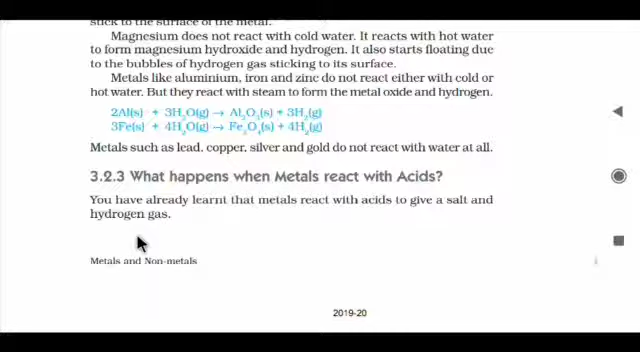 stick to the surface of the metal.
Magnesium does not react with cold water. It reacts with hot water
to form magnesium hydroxide and hydrogen. It also starts floating due
to the bubbles of hydrogen gas sticking to its surface.
Metals like aluminium, iron and zinc do not react either with cold or
hot water. But they react with steam to form the metal oxide and hydrogen.
2Al(s) + 3H₂O(g) → Al₂O₃(s) + 3H₂(g)
3Fe(s) + 4H₂O(g) → Fe₃O₄(s) + 4H₂(g)
Metals such as lead, copper, silver and gold do not react with water at all.
3.2.3 What happens when Metals react with Acids?
You have already learnt that metals react with acids to give a salt and
hydrogen gas.
Metals and Non-metals
2019-20